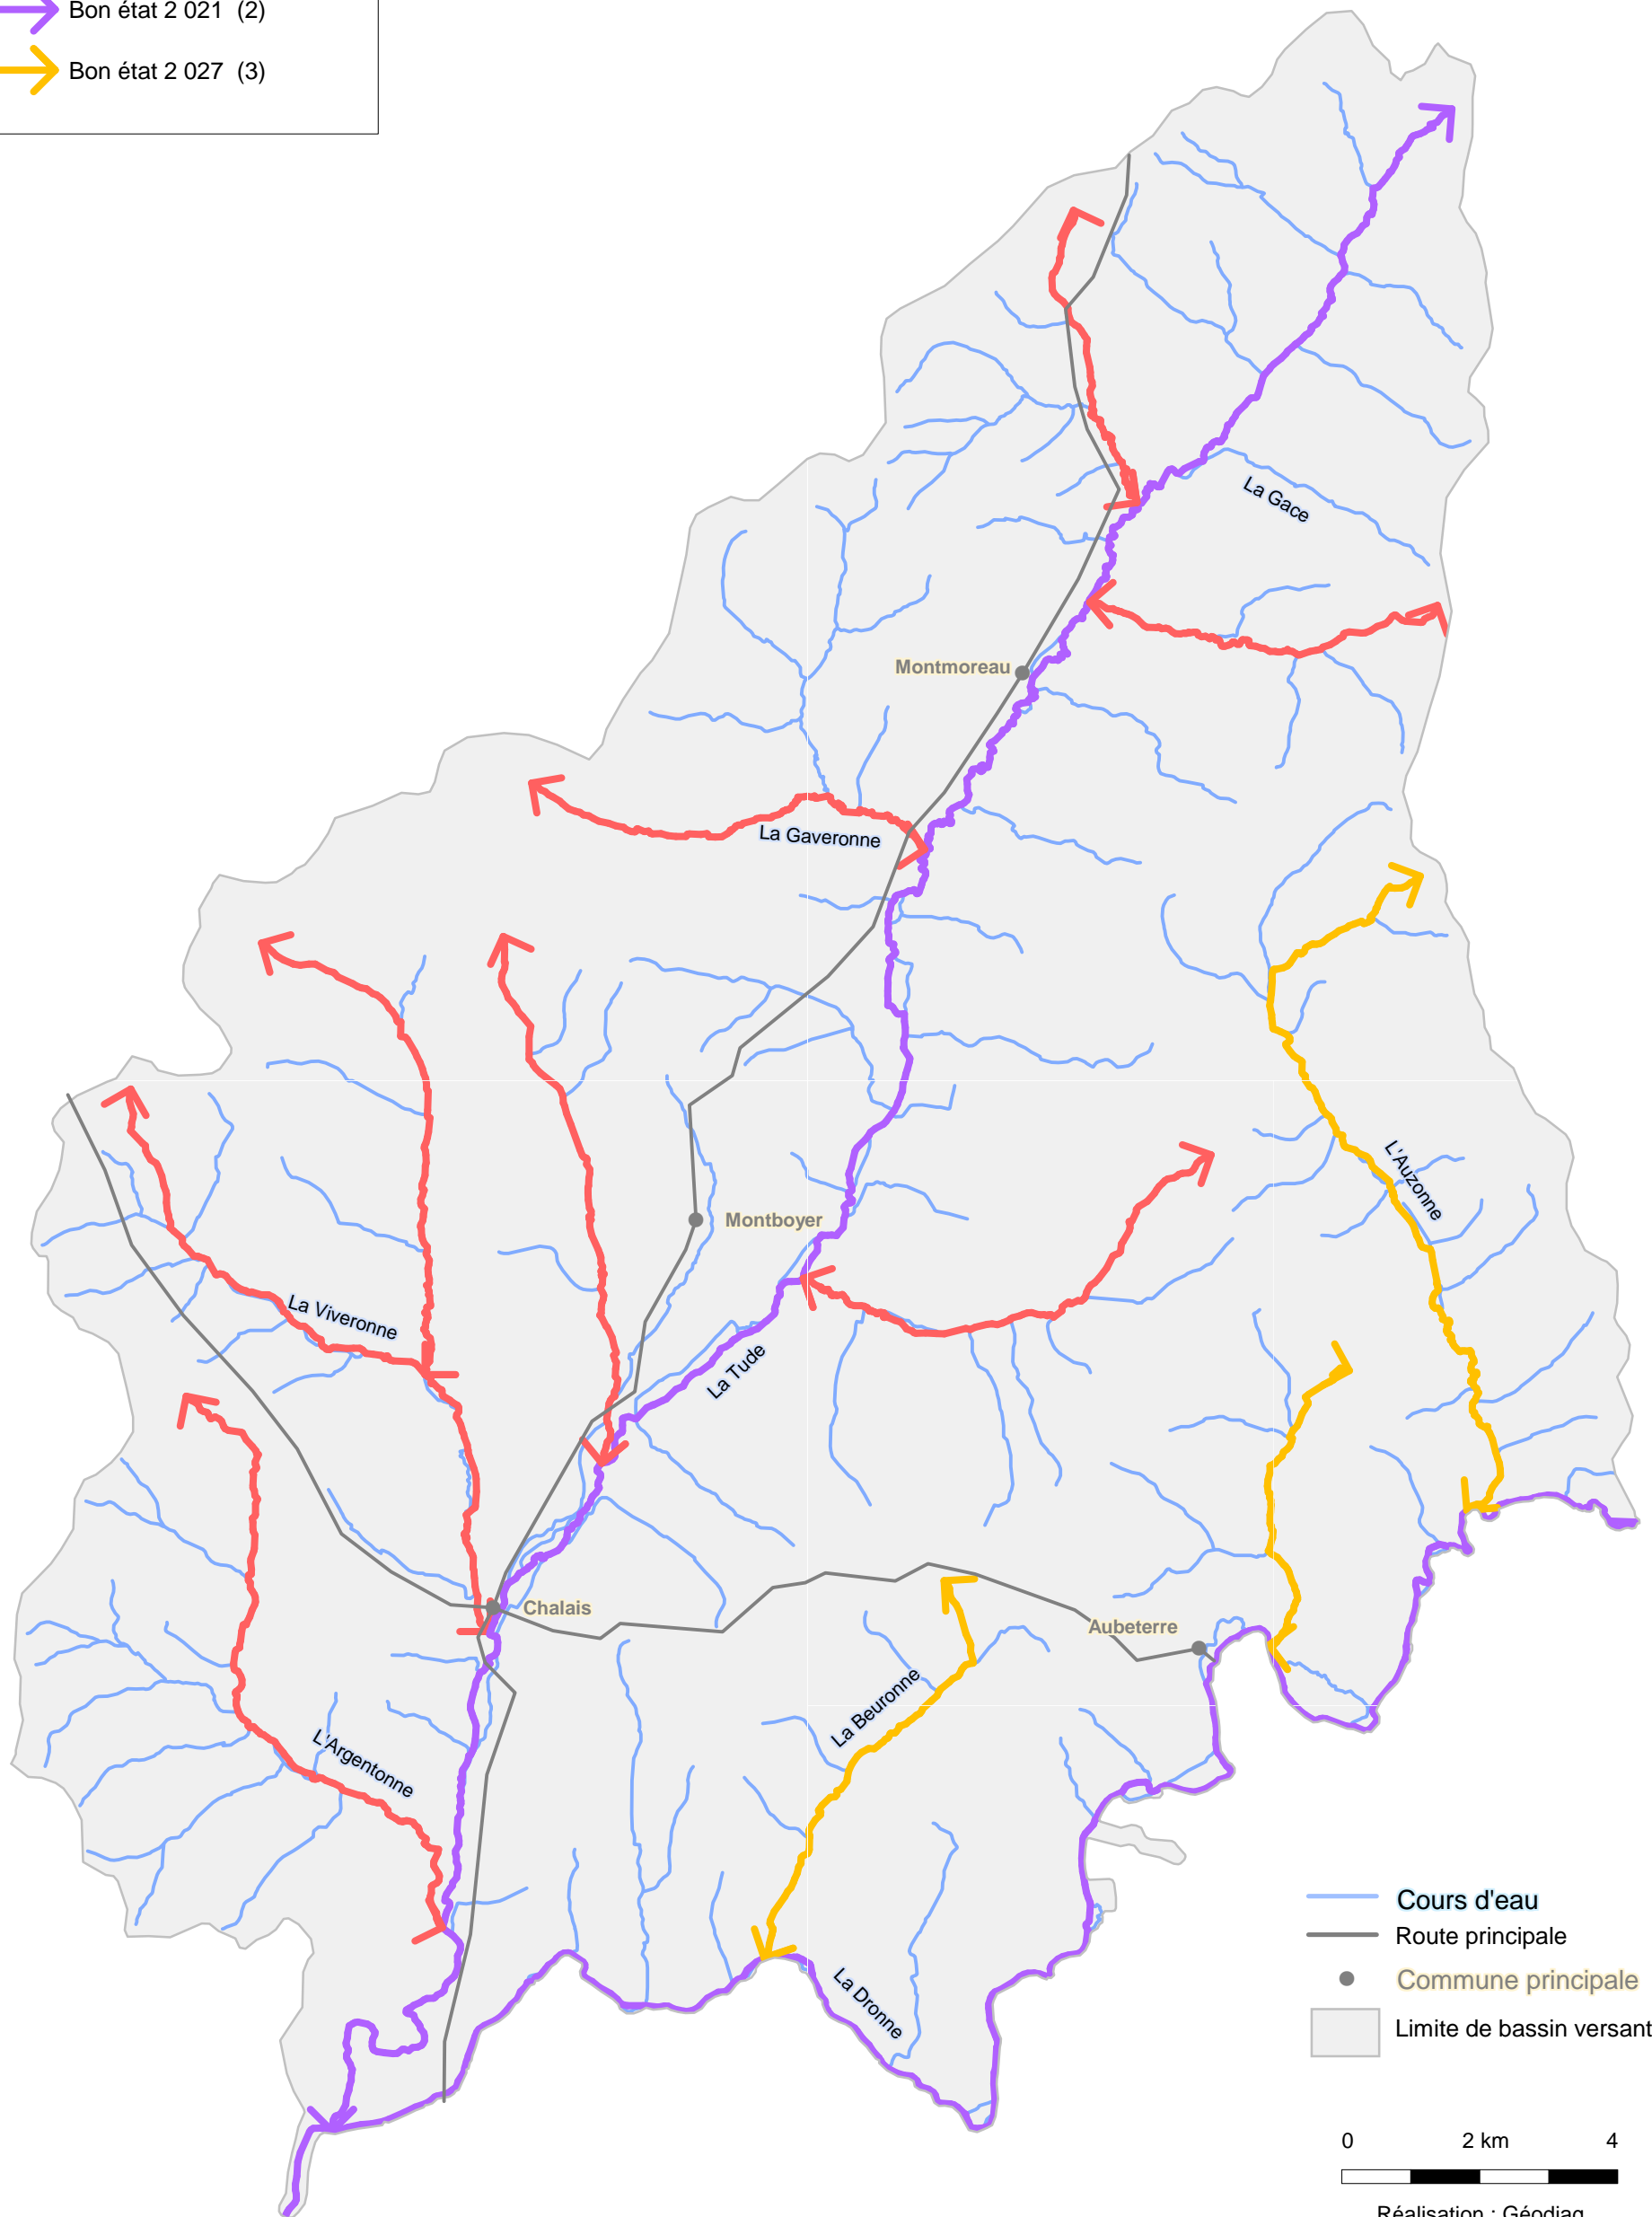 Bon état 2 021 (2)
Bon état 2 027 (3)
La Gace
Montmoreau
La Gaveronne
L'Auzonne
Montboyer
La Viveronne
La Tude
Chalais
Aubeterre
La Beuronne
L'Argentonne
La Dronne
Cours d'eau
Route principale
Commune principale
Limite de bassin versant
0 2 km 4
Réalisation : Géodiag